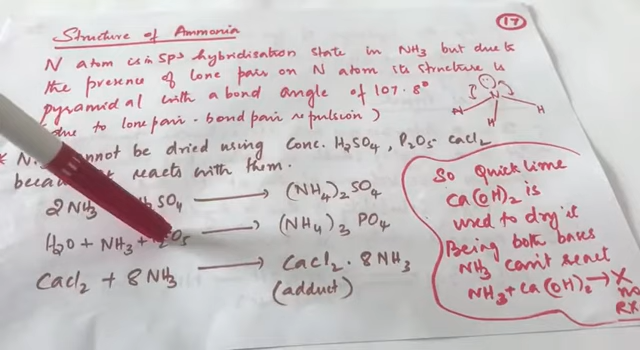 17
Structure of Ammonia
N atom is in sp3 hybridisation state in NH3 but due to
the presence of lone pair on N atom its structure is
pyramidal with a bond angle of 107.8°
due to lone pair - bond pair repulsion)
N
N
H
H
cannot be dried using Conc. H2SO4, P2O5 CaCl2
because reacts with them.
2NH3 SO4 → (NH4)2SO4
H2O + NH3 + → (NH4)3 PO4
CaCl2 + 8NH3 → CaCl2 . 8NH3
(adduct)
So Quick lime
Ca(OH)2 is
used to dry it
Being both bases
NH3 can't react
NH3 + Ca(OH)2 → X
no
RX